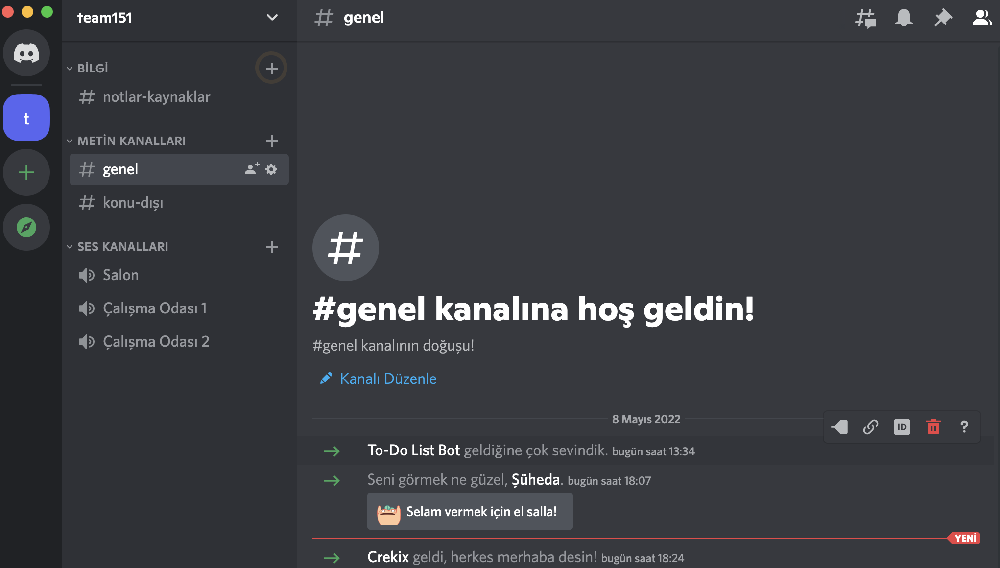 team151
genel
BİLGİ
notlar-kaynaklar
t
METİN KANALLARI
genel
konu-dışı
SES KANALLARI
Salon
Çalışma Odası 1
Çalışma Odası 2
#genel kanalına hoş geldin!
#genel kanalının doğuşu!
Kanalı Düzenle
8 Mayıs 2022
ID ?
To-Do List Bot geldiğine çok sevindik. bugün saat 13:34
Seni görmek ne güzel, Şüheda. bugün saat 18:07
Selam vermek için el salla!
YENİ
Crekix geldi, herkes merhaba desin! bugün saat 18:24